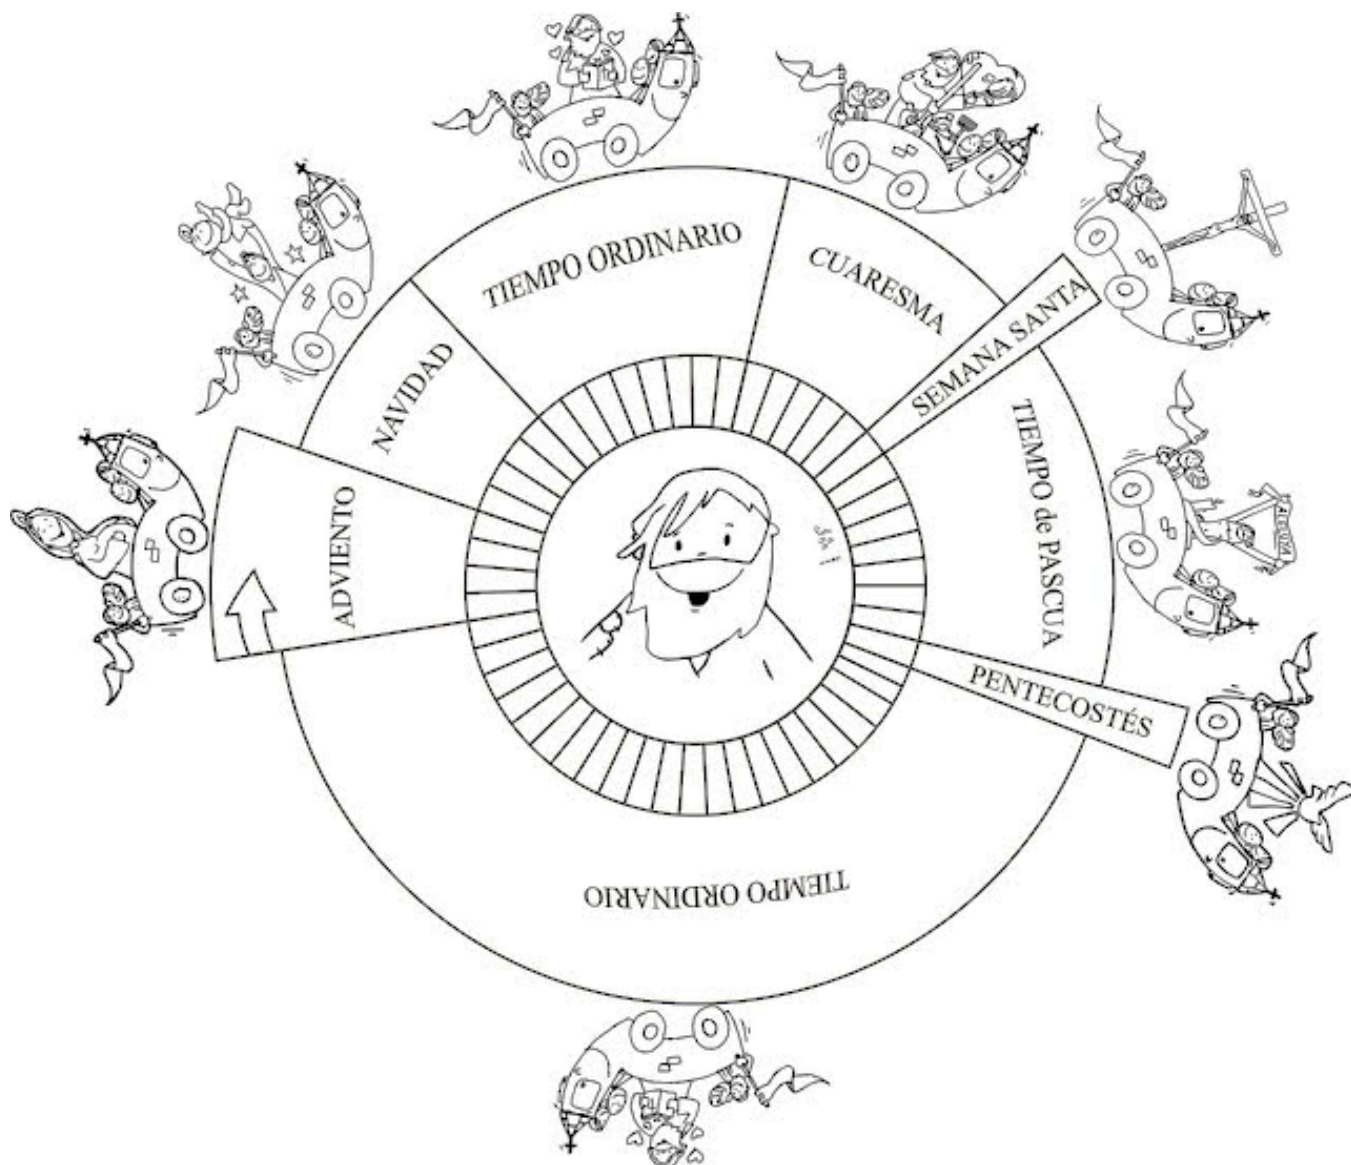 ADVIENTO
NAVIDAD
TIEMPO ORDINARIO
CUARESMA
SEMANA SANTA
TIEMPO de PASCUA
PENTECOSTÉS
TIEMPO ORDINARIO